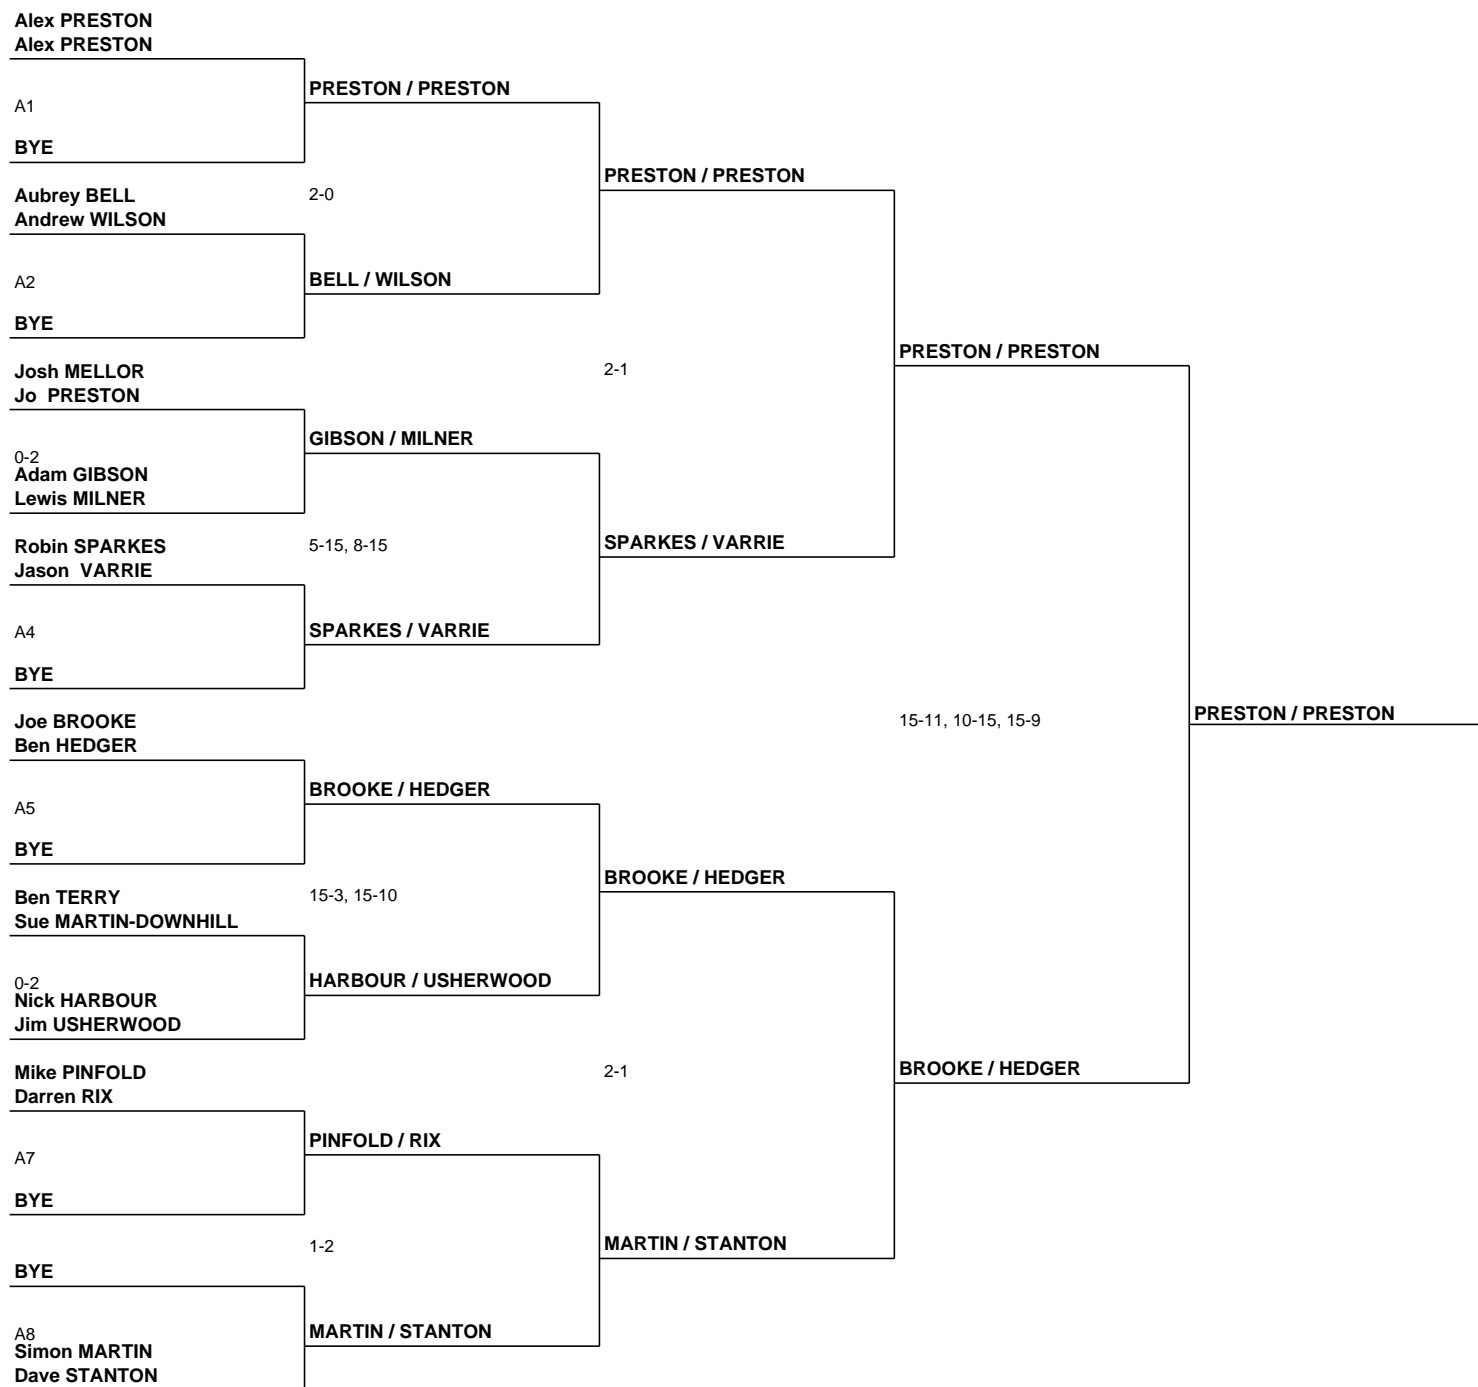 Alex PRESTON
Alex PRESTON
PRESTON / PRESTON
A1
BYE
PRESTON / PRESTON
Aubrey BELL
2-0
Andrew WILSON
BELL / WILSON
A2
BYE
PRESTON / PRESTON
Josh MELLOR
2-1
Jo  PRESTON
GIBSON / MILNER
0-2
Adam GIBSON
Lewis MILNER
SPARKES / VARRIE
Robin SPARKES
5-15, 8-15
Jason  VARRIE
SPARKES / VARRIE
A4
BYE
PRESTON / PRESTON
Joe BROOKE
15-11, 10-15, 15-9
Ben HEDGER
BROOKE / HEDGER
A5
BYE
BROOKE / HEDGER
Ben TERRY
15-3, 15-10
Sue MARTIN-DOWNHILL
HARBOUR / USHERWOOD
0-2
Nick HARBOUR
Jim USHERWOOD
BROOKE / HEDGER
Mike PINFOLD
2-1
Darren RIX
PINFOLD / RIX
A7
BYE
MARTIN / STANTON
1-2
BYE
MARTIN / STANTON
A8
Simon MARTIN
Dave STANTON